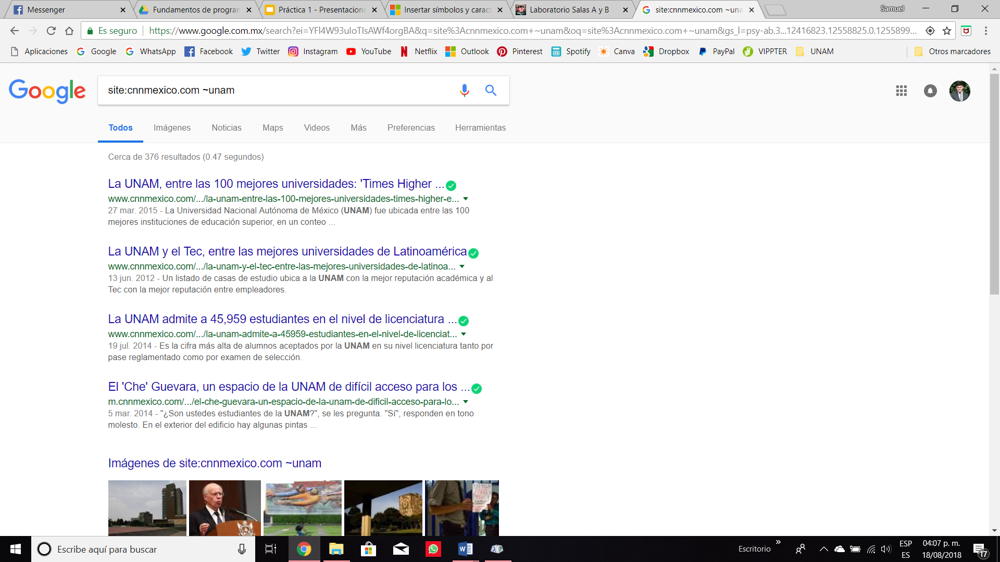 Messenger
Fundamentos de progran
Práctica 1 - Presentacione
Insertar símbolos y caract
Laboratorio Salas A y B
site:cnnmexico.com ~una
Samuel
Es seguro
https://www.google.com.mx/search?ei=YFl4W93uIoTIsAWf4orgBA&q=site%3Acnnmexico.com+~unam&oq=site%3Acnnmexico.com+~unam&gs_l=psy-ab.3...12416823.12558825.0.1255899...
Aplicaciones
Google
WhatsApp
Facebook
Twitter
Instagram
YouTube
Netflix
Outlook
Pinterest
Spotify
Canva
Dropbox
PayPal
VIPPTER
UNAM
Otros marcadores
Google
site:cnnmexico.com ~unam
Todos
Imágenes
Noticias
Maps
Videos
Más
Preferencias
Herramientas
Cerca de 376 resultados (0.47 segundos)
La UNAM, entre las 100 mejores universidades: 'Times Higher ...
www.cnnmexico.com/.../la-unam-entre-las-100-mejores-universidades-times-higher-e...
27 mar. 2015 - La Universidad Nacional Autónoma de México (UNAM) fue ubicada entre las 100
mejores instituciones de educación superior, en un conteo ...
La UNAM y el Tec, entre las mejores universidades de Latinoamérica
www.cnnmexico.com/.../la-unam-y-el-tec-entre-las-mejores-universidades-de-latinoa...
13 jun. 2012 - Un listado de casas de estudio ubica a la UNAM con la mejor reputación académica y al
Tec con la mejor reputación entre empleadores.
La UNAM admite a 45,959 estudiantes en el nivel de licenciatura ...
www.cnnmexico.com/.../la-unam-admite-a-45959-estudiantes-en-el-nivel-de-licenciat...
19 jul. 2014 - Es la cifra más alta de alumnos aceptados por la UNAM en su nivel licenciatura tanto por
pase reglamentado como por examen de selección.
El 'Che' Guevara, un espacio de la UNAM de difícil acceso para los ...
m.cnnmexico.com/.../el-che-guevara-un-espacio-de-la-unam-de-dificil-acceso-para-lo...
5 mar. 2014 - "¿Son ustedes estudiantes de la UNAM?", se les pregunta. "Sí", responden en tono
molesto. En el exterior del edificio hay algunas pintas ...
Imágenes de site:cnnmexico.com ~unam
Escribe aquí para buscar
Escritorio
ESP
ES
04:07 p. m.
18/08/2018
17